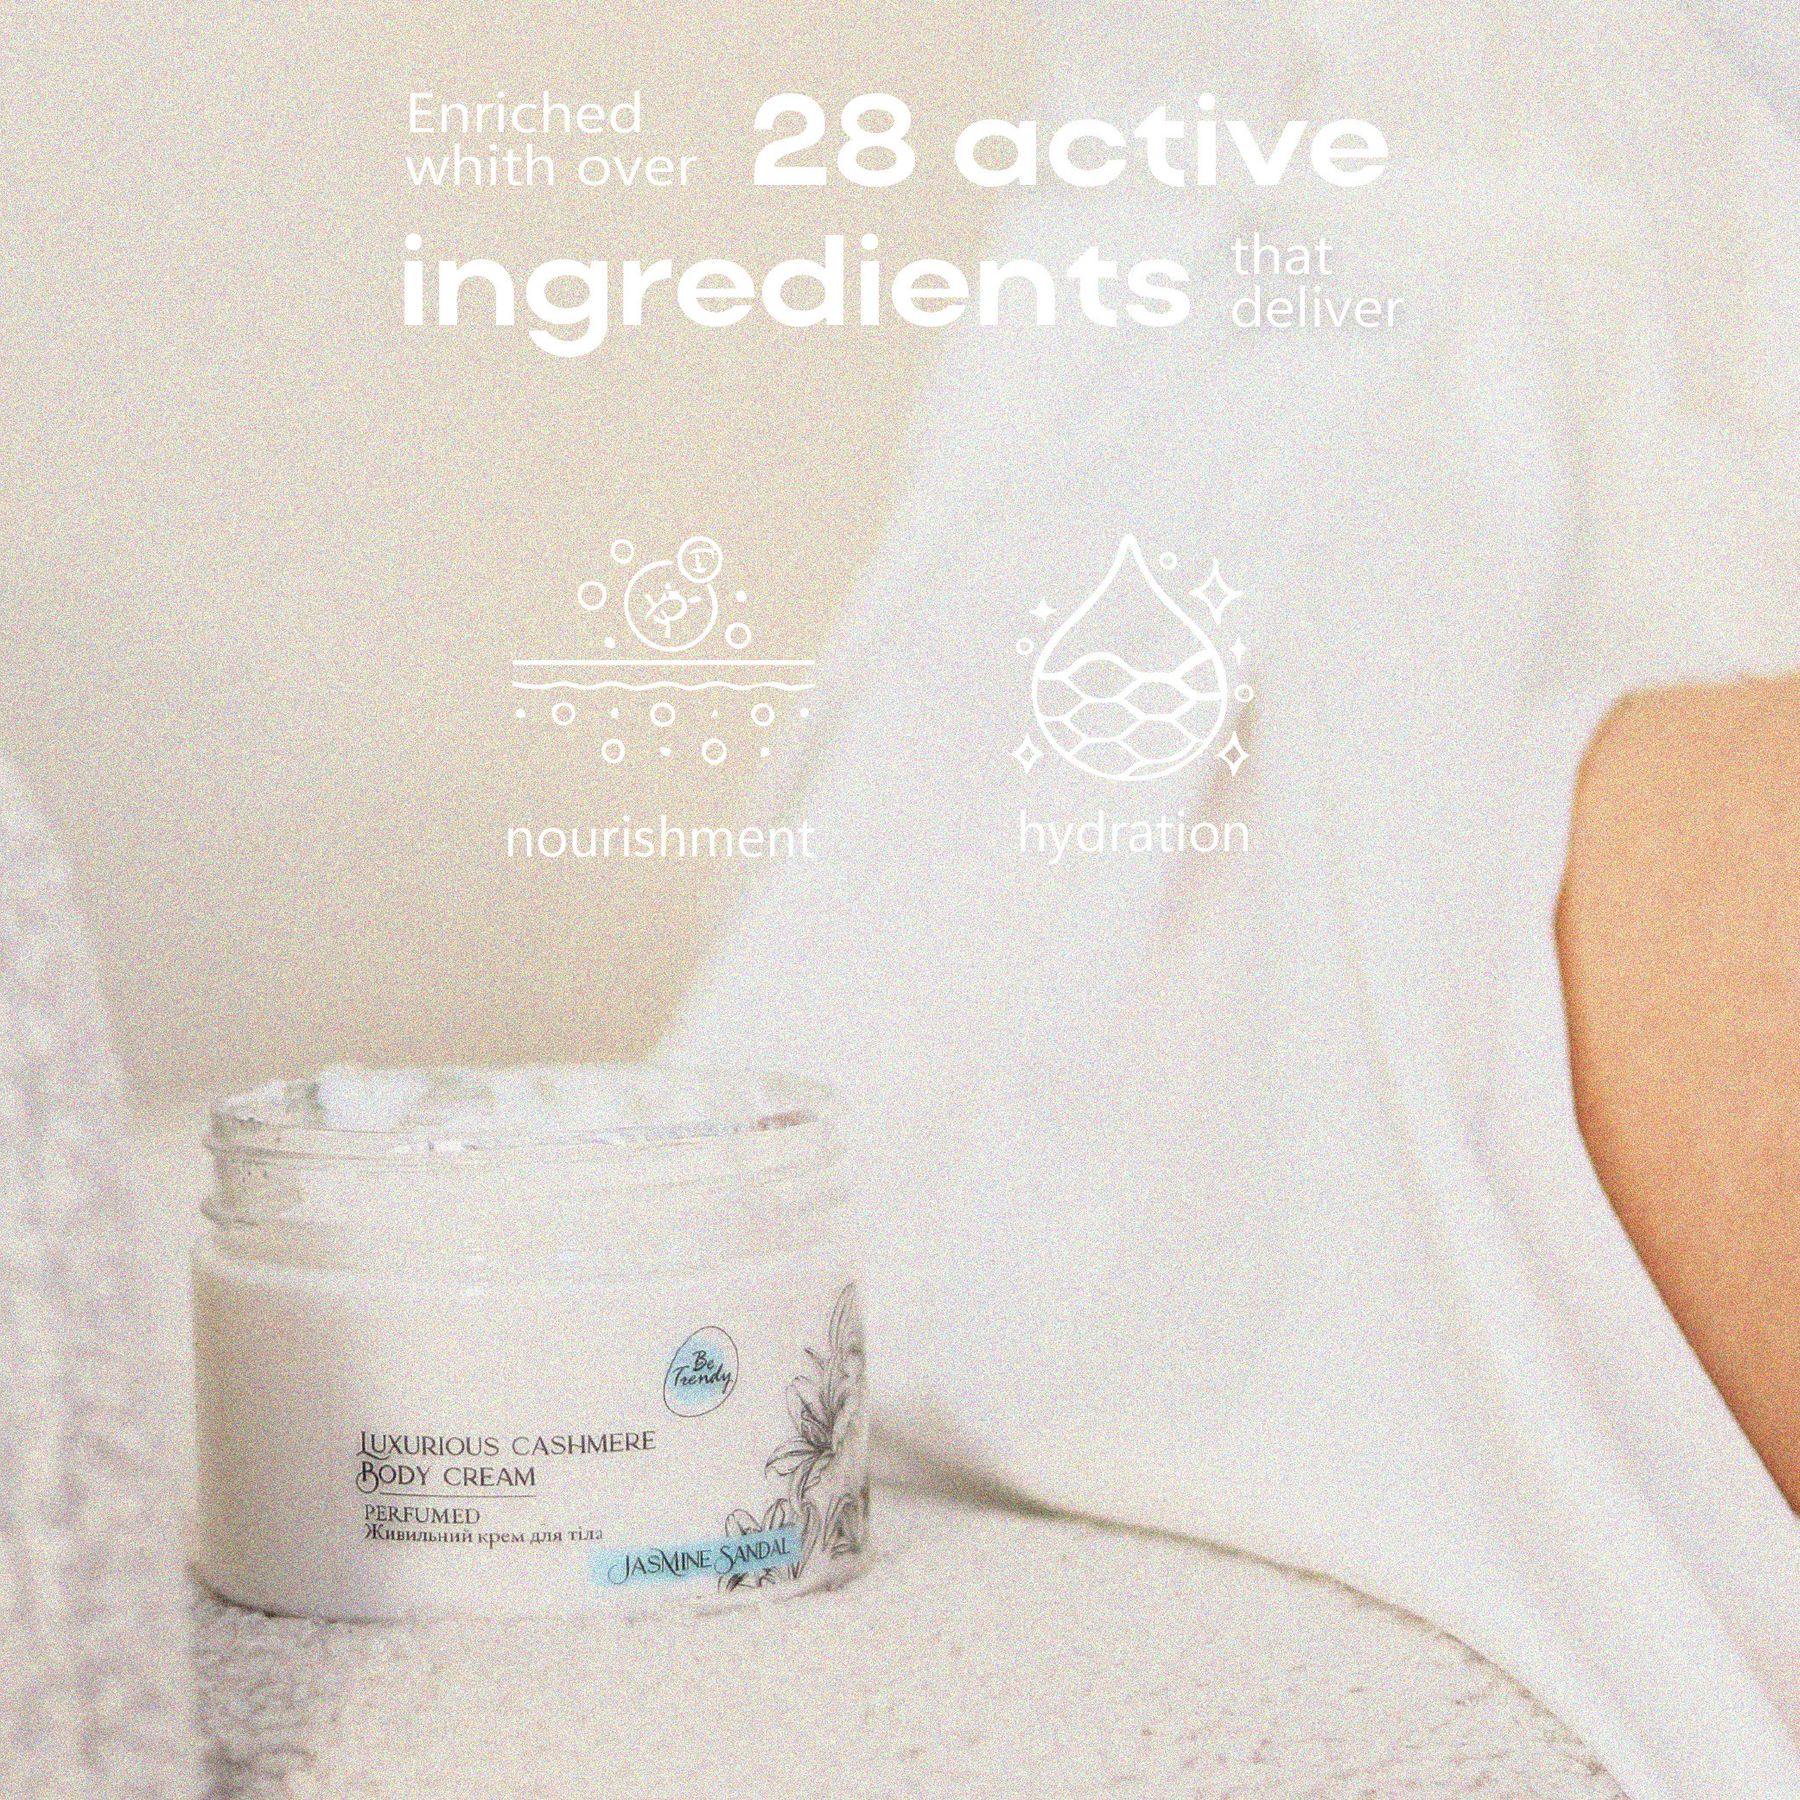 Enriched
whith over
28 active
ingredients
that
deliver
nourishment
hydration
Be
Trendy
LUXURIOUS CASHMERE
BODY CREAM
PERFUMED
Живильний крем для тіла
JASMINE SANDAL